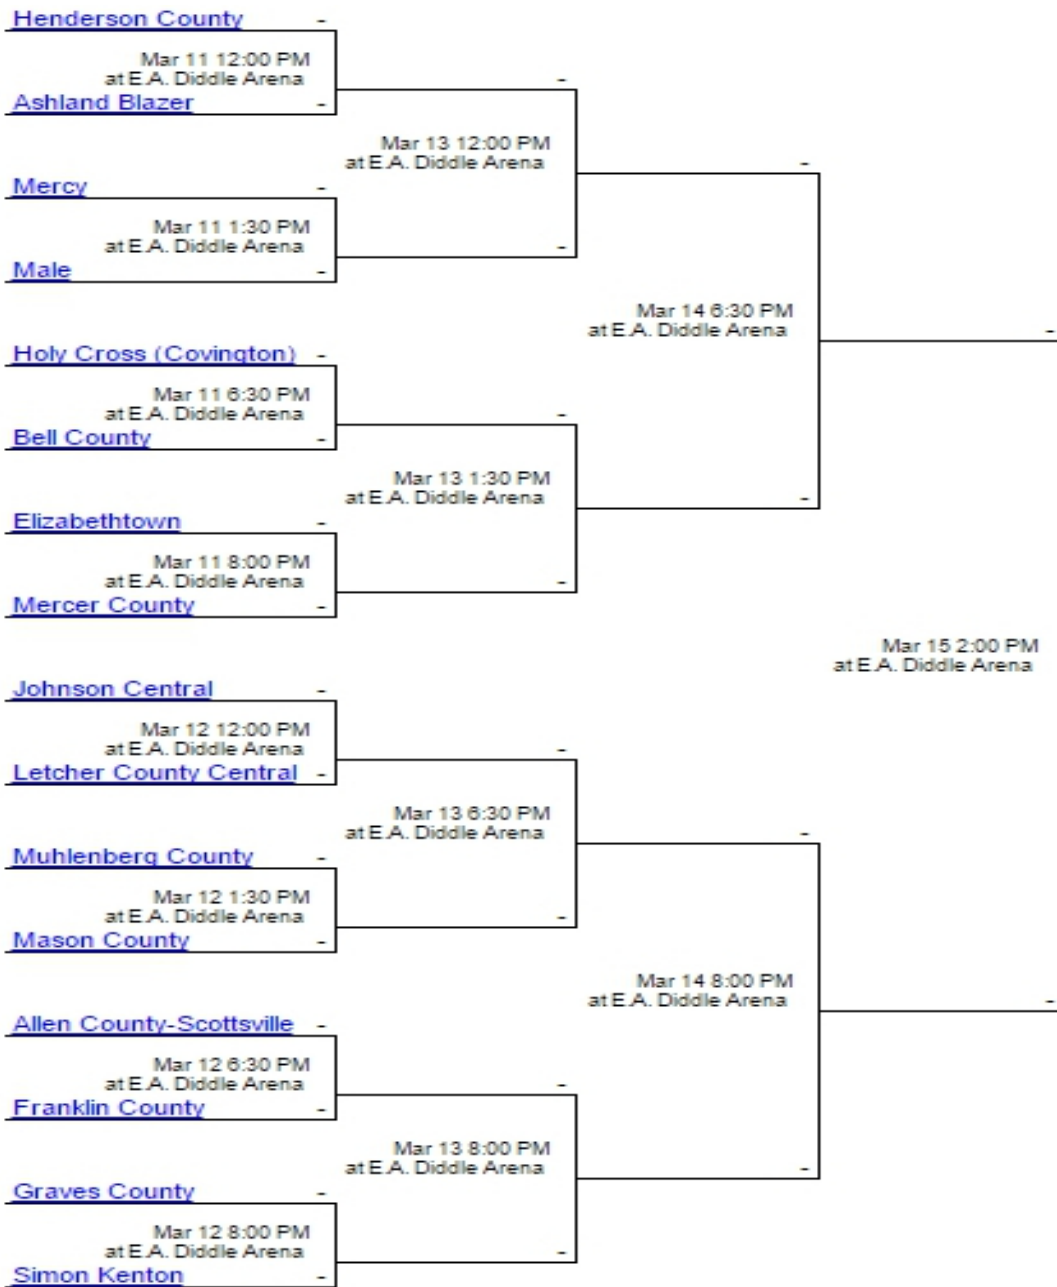 Henderson County -
Mar 11 12:00 PM
at E.A. Diddle Arena
Ashland Blazer -
-
Mar 13 12:00 PM
at E.A. Diddle Arena
-
Mercy -
Mar 11 1:30 PM
at E.A. Diddle Arena
Male -
-
Mar 14 6:30 PM
at E.A. Diddle Arena
-
Holy Cross (Covington) -
Mar 11 6:30 PM
at E.A. Diddle Arena
Bell County -
-
Mar 13 1:30 PM
at E.A. Diddle Arena
-
Elizabethtown -
Mar 11 8:00 PM
at E.A. Diddle Arena
Mercer County -
-
Mar 15 2:00 PM
at E.A. Diddle Arena
Johnson Central -
Mar 12 12:00 PM
at E.A. Diddle Arena
Letcher County Central -
-
Mar 13 6:30 PM
at E.A. Diddle Arena
-
Muhlenberg County -
Mar 12 1:30 PM
at E.A. Diddle Arena
Mason County -
-
Mar 14 8:00 PM
at E.A. Diddle Arena
-
Allen County-Scottsville -
Mar 12 6:30 PM
at E.A. Diddle Arena
Franklin County -
-
Mar 13 8:00 PM
at E.A. Diddle Arena
-
Graves County -
Mar 12 8:00 PM
at E.A. Diddle Arena
Simon Kenton -
-